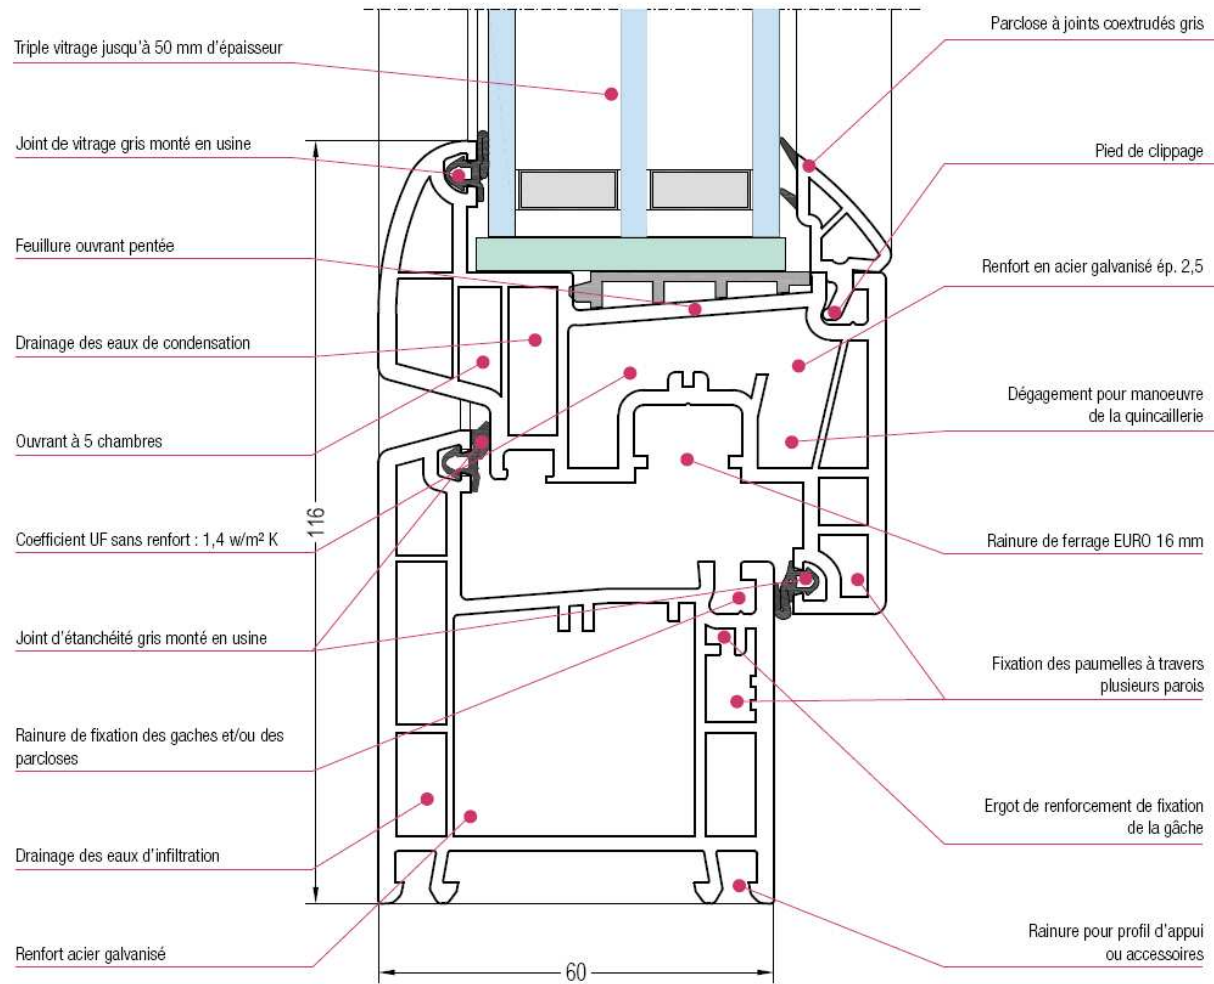 Triple vitrage jusqu'à 50 mm d'épaisseur
Joint de vitrage gris monté en usine
Feuillure ouvrant pentée
Drainage des eaux de condensation
Ouvrant à 5 chambres
Coefficient UF sans renfort : 1,4 w/m² K
Joint d'étanchéité gris monté en usine
Rainure de fixation des gaches et/ou des
parcloses
Drainage des eaux d'infiltration
Renfort acier galvanisé
116
60
Parclose à joints coextrudés gris
Pied de clippage
Renfort en acier galvanisé ép. 2,5
Dégagement pour manoeuvre
de la quincaillerie
Rainure de ferrage EURO 16 mm
Fixation des paumelles à travers
plusieurs parois
Ergot de renforcement de fixation
de la gâche
Rainure pour profil d'appui
ou accessoires